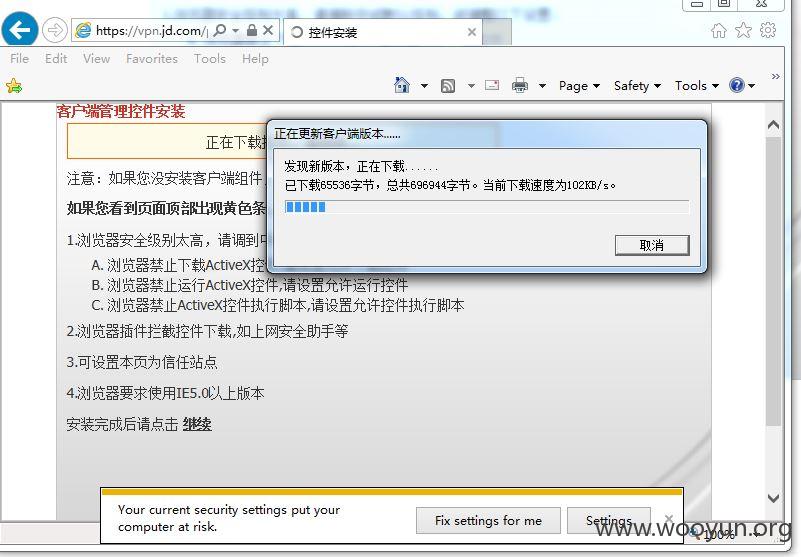 https://vpn.jd.com/
控件安装
File Edit View Favorites Tools Help
Page Safety Tools
客户端管理控件安装
正在下载
正在更新客户端版本......
发现新版本，正在下载......
已下载65536字节，总共696944字节。当前下载速度为102KB/s。
取消
注意：如果您没安装客户端组件
如果您看到页面顶部出现黄色条
1.浏览器安全级别太高，请调到
A. 浏览器禁止下载ActiveX控
B. 浏览器禁止运行ActiveX控件,请设置允许运行控件
C. 浏览器禁止ActiveX控件执行脚本,请设置允许控件执行脚本
2.浏览器插件拦截控件下载,如上网安全助手等
3.可设置本页为信任站点
4.浏览器要求使用IE5.0以上版本
安装完成后请点击 继续
Your current security settings put your
computer at risk.
Fix settings for me
Settings
www.wooyun.org
100%